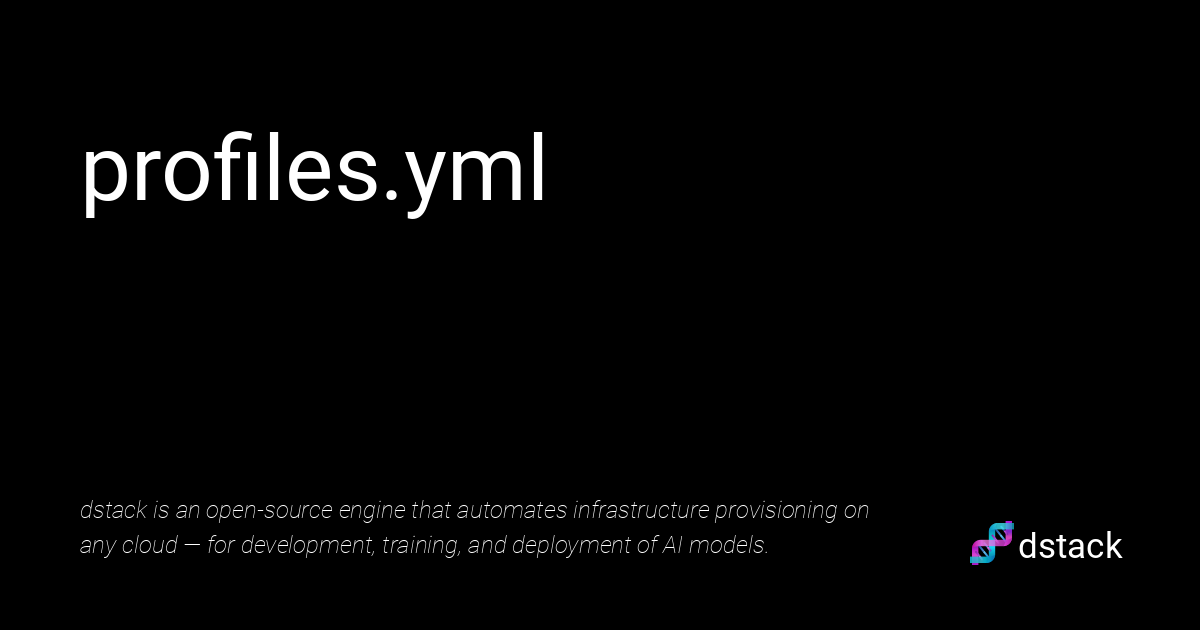 profiles.yml
dstack is an open-source engine that automates infrastructure provisioning on
any cloud — for development, training, and deployment of AI models.
dstack